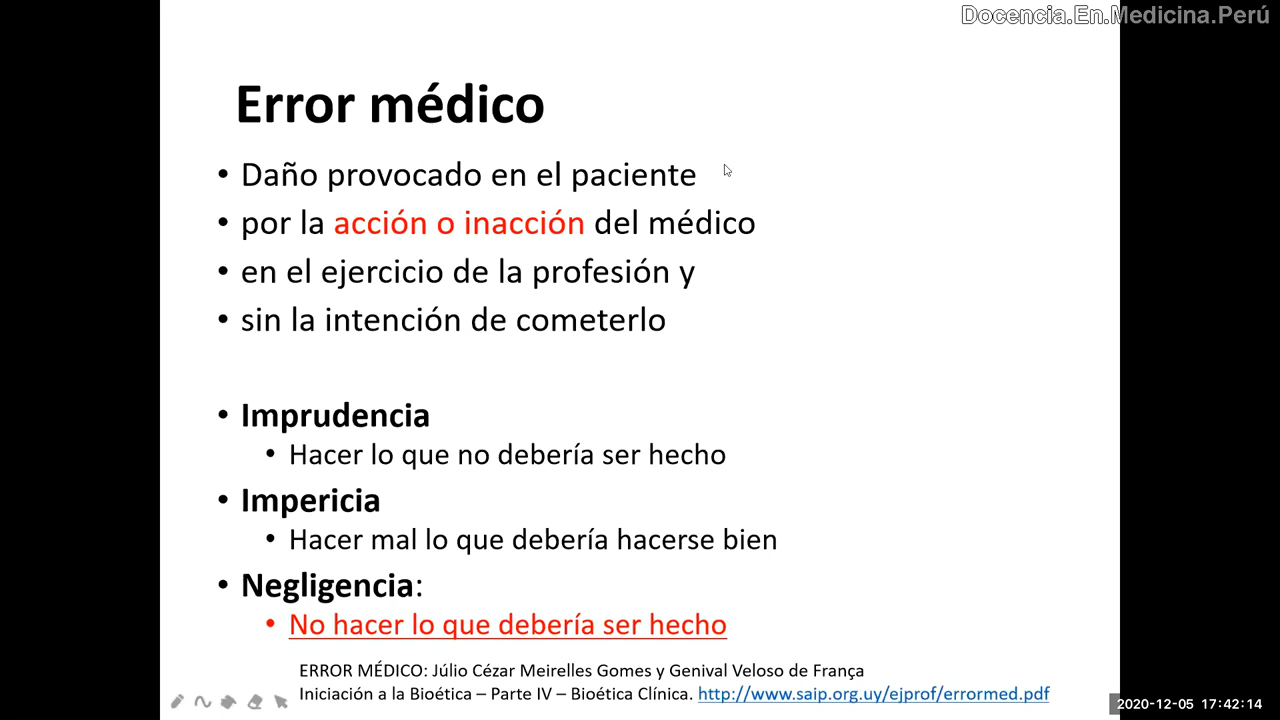 Docencia.En.Medicina.Perú
Error médico
• Daño provocado en el paciente
• por la acción o inacción del médico
• en el ejercicio de la profesión y
• sin la intención de cometerlo
• Imprudencia
• Hacer lo que no debería ser hecho
• Impericia
• Hacer mal lo que debería hacerse bien
• Negligencia:
• No hacer lo que debería ser hecho
ERROR MÉDICO: Júlio Cézar Meirelles Gomes y Genival Veloso de França
Iniciación a la Bioética – Parte IV – Bioética Clínica. http://www.saip.org.uy/ejprof/errormed.pdf
2020-12-05 17:42:14